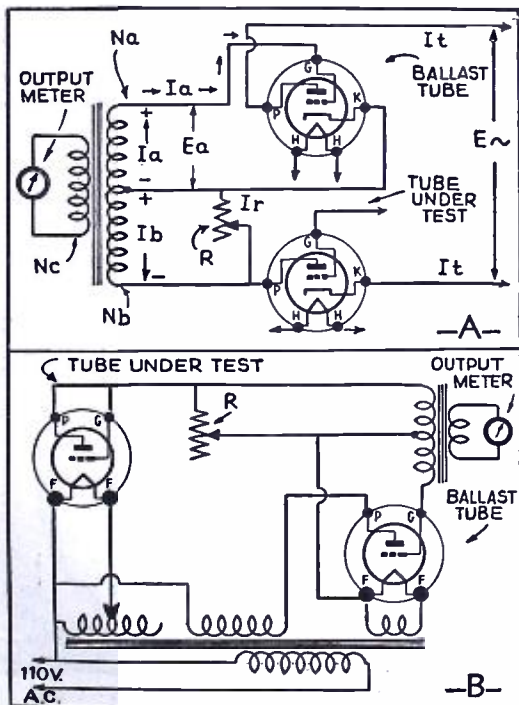 Na
→Ia→
It
OUTPUT
METER
G
BALLAST
TUBE
P
K
H
H
+
Ia
Ea
E~
-
+
Ir
TUBE
UNDER
TEST
Ib
R
G
Nc
-
P
K
It
Nb
H
H
-A-
TUBE UNDER TEST
OUTPUT
METER
P
G
R
F
F
P
G
BALLAST
TUBE
F
F
110V.
A.C.
-B-